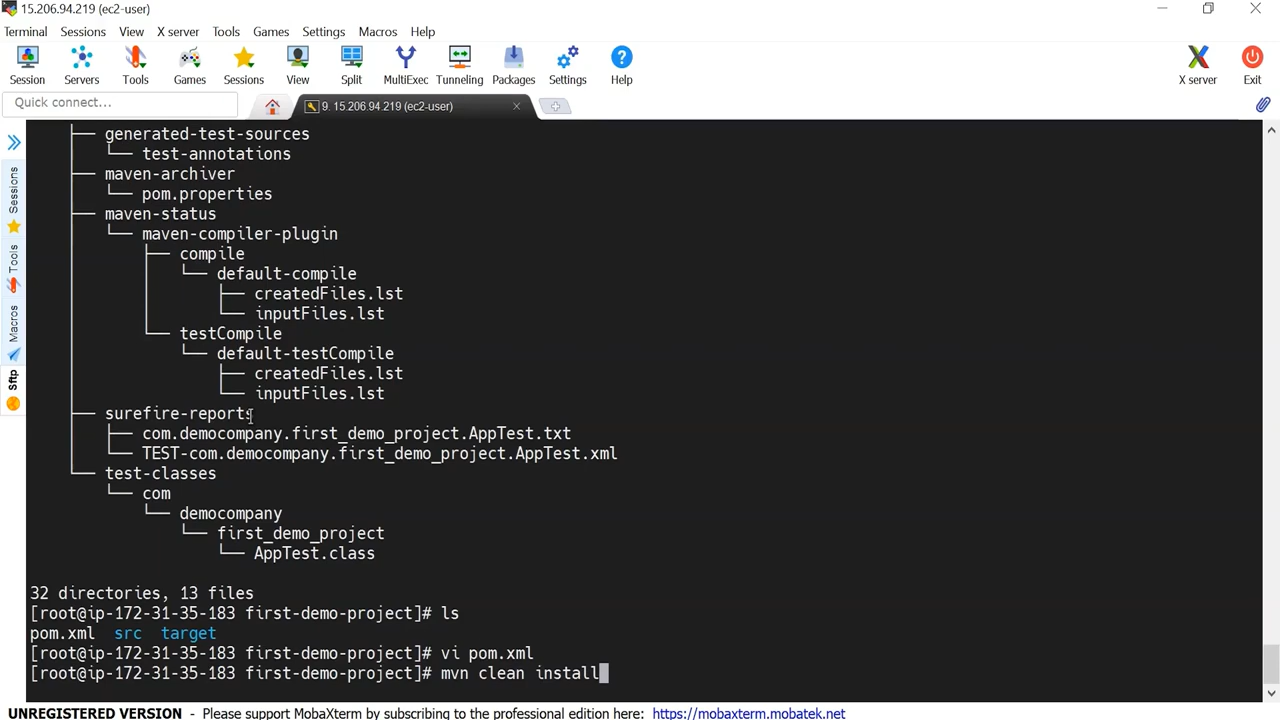 15.206.94.219 (ec2-user)
Terminal Sessions View X server Tools Games Settings Macros Help
Session Servers Tools Games Sessions View Split MultiExec Tunneling Packages Settings Help X server Exit
Quick connect...
9. 15.206.94.219 (ec2-user)
Sessions
Tools
Macros
Sftp
├── generated-test-sources
│   └── test-annotations
├── maven-archiver
│   └── pom.properties
├── maven-status
│   └── maven-compiler-plugin
│       ├── compile
│       │   └── default-compile
│       │       ├── createdFiles.lst
│       │       └── inputFiles.lst
│       └── testCompile
│           └── default-testCompile
│               ├── createdFiles.lst
│               └── inputFiles.lst
├── surefire-reports
│   ├── com.democompany.first_demo_project.AppTest.txt
│   └── TEST-com.democompany.first_demo_project.AppTest.xml
└── test-classes
    └── com
        └── democompany
            └── first_demo_project
                └── AppTest.class
32 directories, 13 files
[root@ip-172-31-35-183 first-demo-project]# ls
pom.xml src target
[root@ip-172-31-35-183 first-demo-project]# vi pom.xml
[root@ip-172-31-35-183 first-demo-project]# mvn clean install
UNREGISTERED VERSION - Please support MobaXterm by subscribing to the professional edition here: https://mobaxterm.mobatek.net